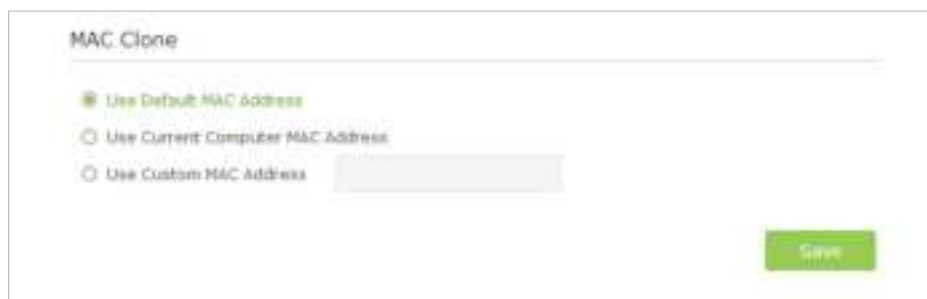 MAC Clone
Use Default MAC Address
Use Current Computer MAC Address
Use Custom MAC Address
Save